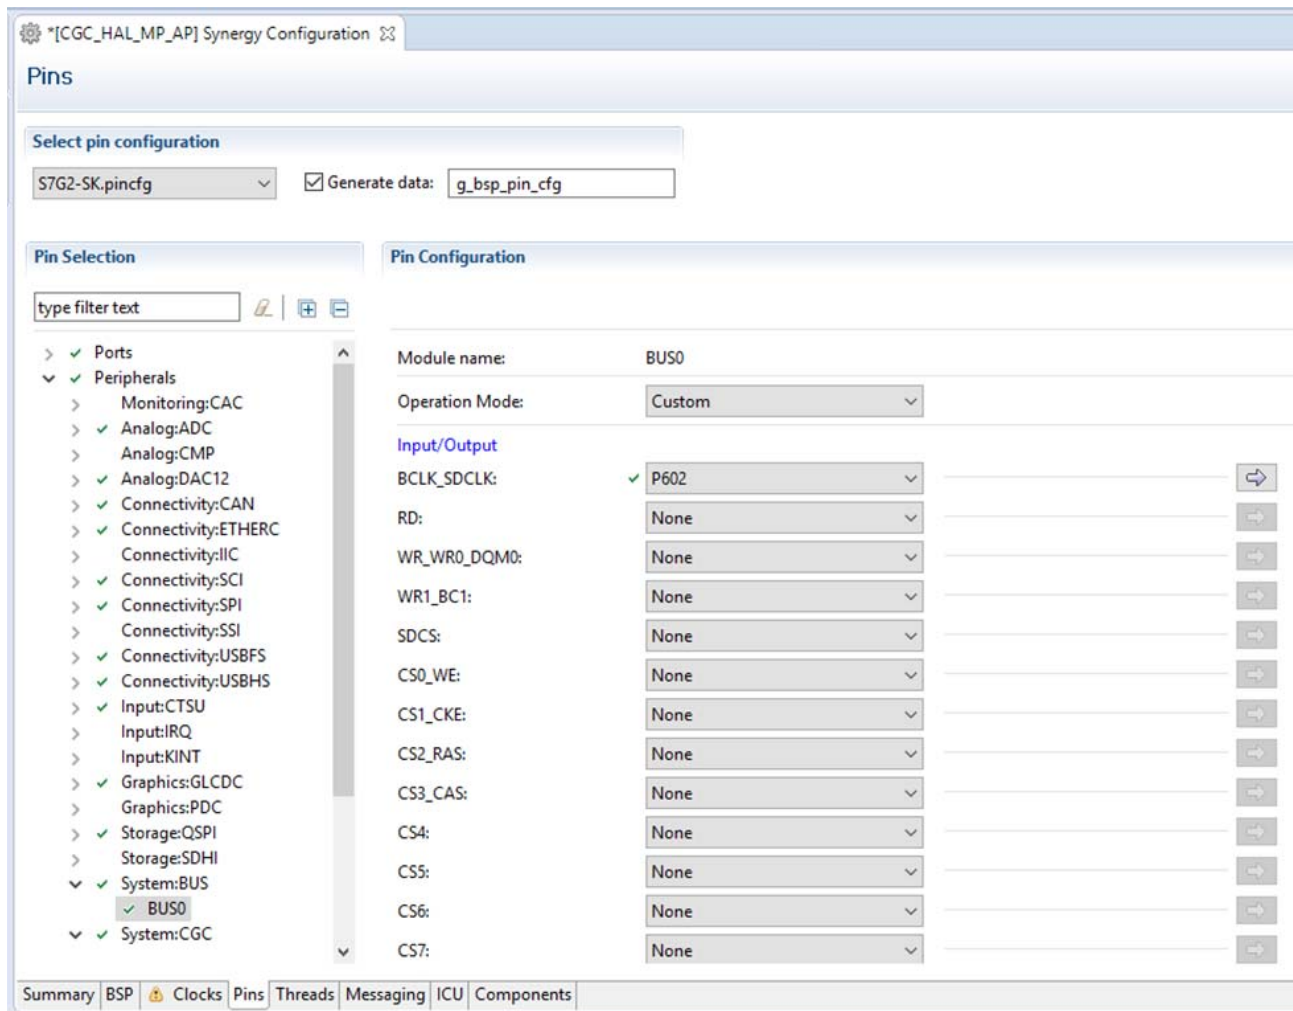 *[CGC_HAL_MP_AP] Synergy Configuration
Pins
Select pin configuration
S7G2-SK.pincfg Generate data: g_bsp_pin_cfg
Pin Selection
type filter text
Ports
Peripherals
Monitoring:CAC
Analog:ADC
Analog:CMP
Analog:DAC12
Connectivity:CAN
Connectivity:ETHERC
Connectivity:IIC
Connectivity:SCI
Connectivity:SPI
Connectivity:SSI
Connectivity:USBFS
Connectivity:USBHS
Input:CTSU
Input:IRQ
Input:KINT
Graphics:GLCDC
Graphics:PDC
Storage:QSPI
Storage:SDHI
System:BUS
BUS0
System:CGC
Pin Configuration
Module name: BUS0
Operation Mode: Custom
Input/Output
BCLK_SDCLK: P602
RD: None
WR_WR0_DQM0: None
WR1_BC1: None
SDCS: None
CS0_WE: None
CS1_CKE: None
CS2_RAS: None
CS3_CAS: None
CS4: None
CS5: None
CS6: None
CS7: None
Summary BSP Clocks Pins Threads Messaging ICU Components